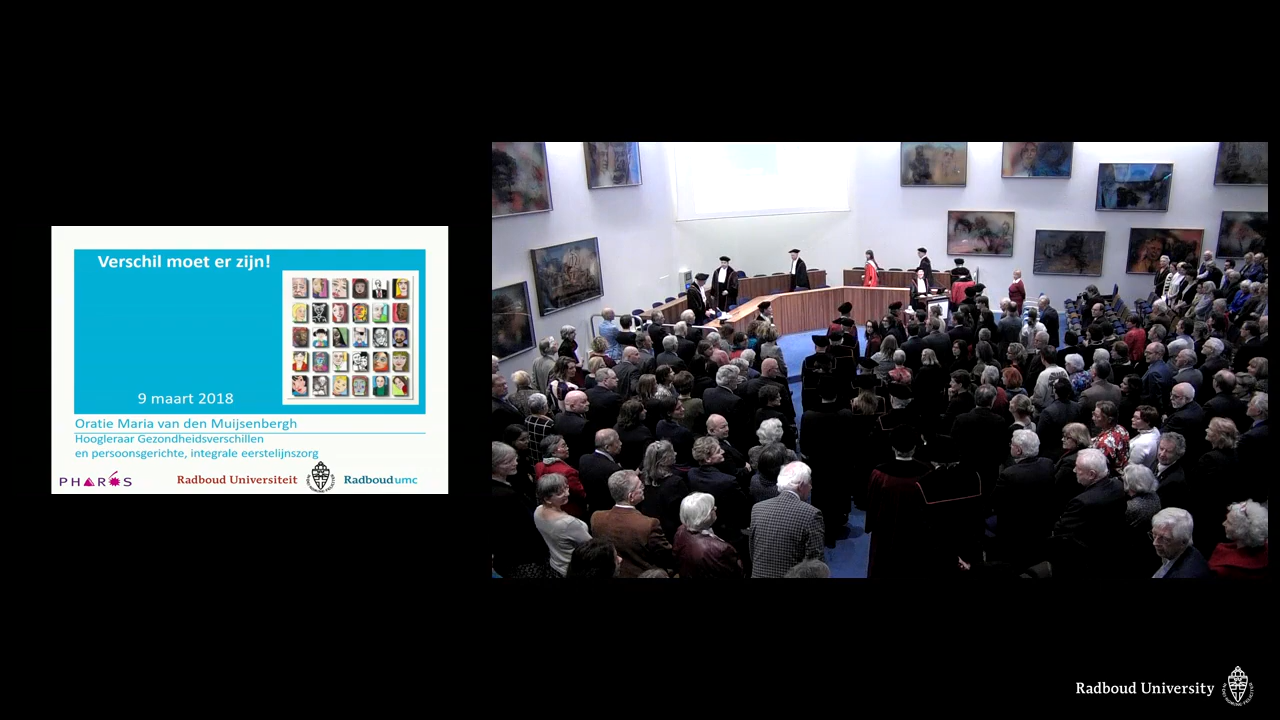 Verschil moet er zijn!
9 maart 2018
Oratie Maria van den Muijsenbergh
Hoogleraar Gezondheidsverschillen
en persoonsgerichte, integrale eerstelijnszorg
PHAROS
Radboud Universiteit
Radboudumc
Radboud University